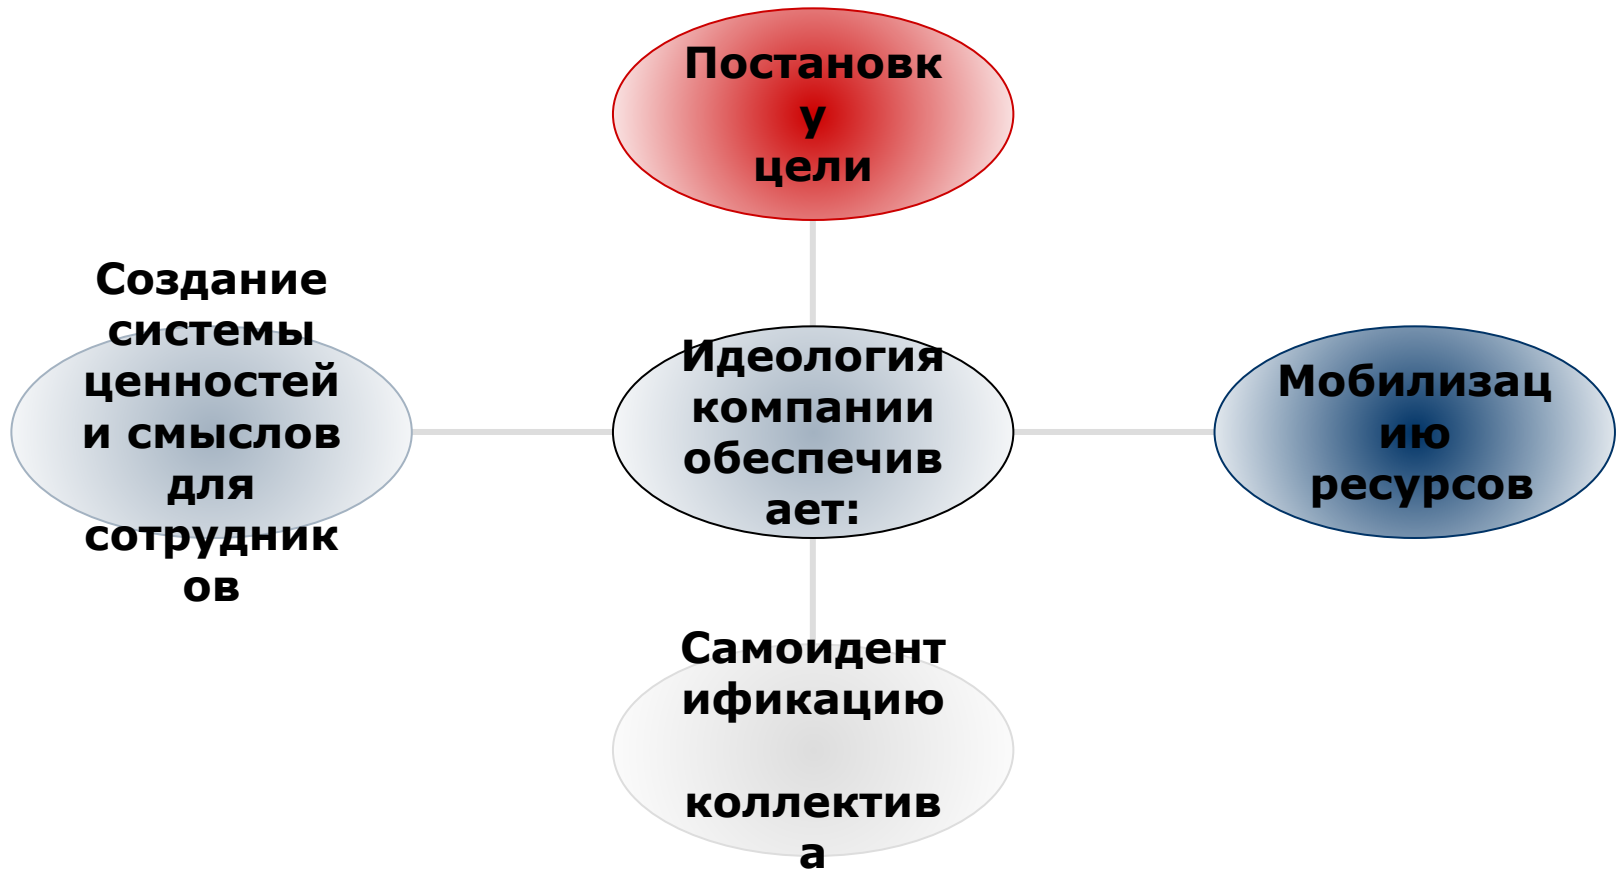 Постановк
у
цели
Создание
системы
ценностей
и смыслов
для
сотрудник
ов
Идеология
компании
обеспечив
ает:
Мобилизац
ию
ресурсов
Самоидент
ификацию
коллектив
а